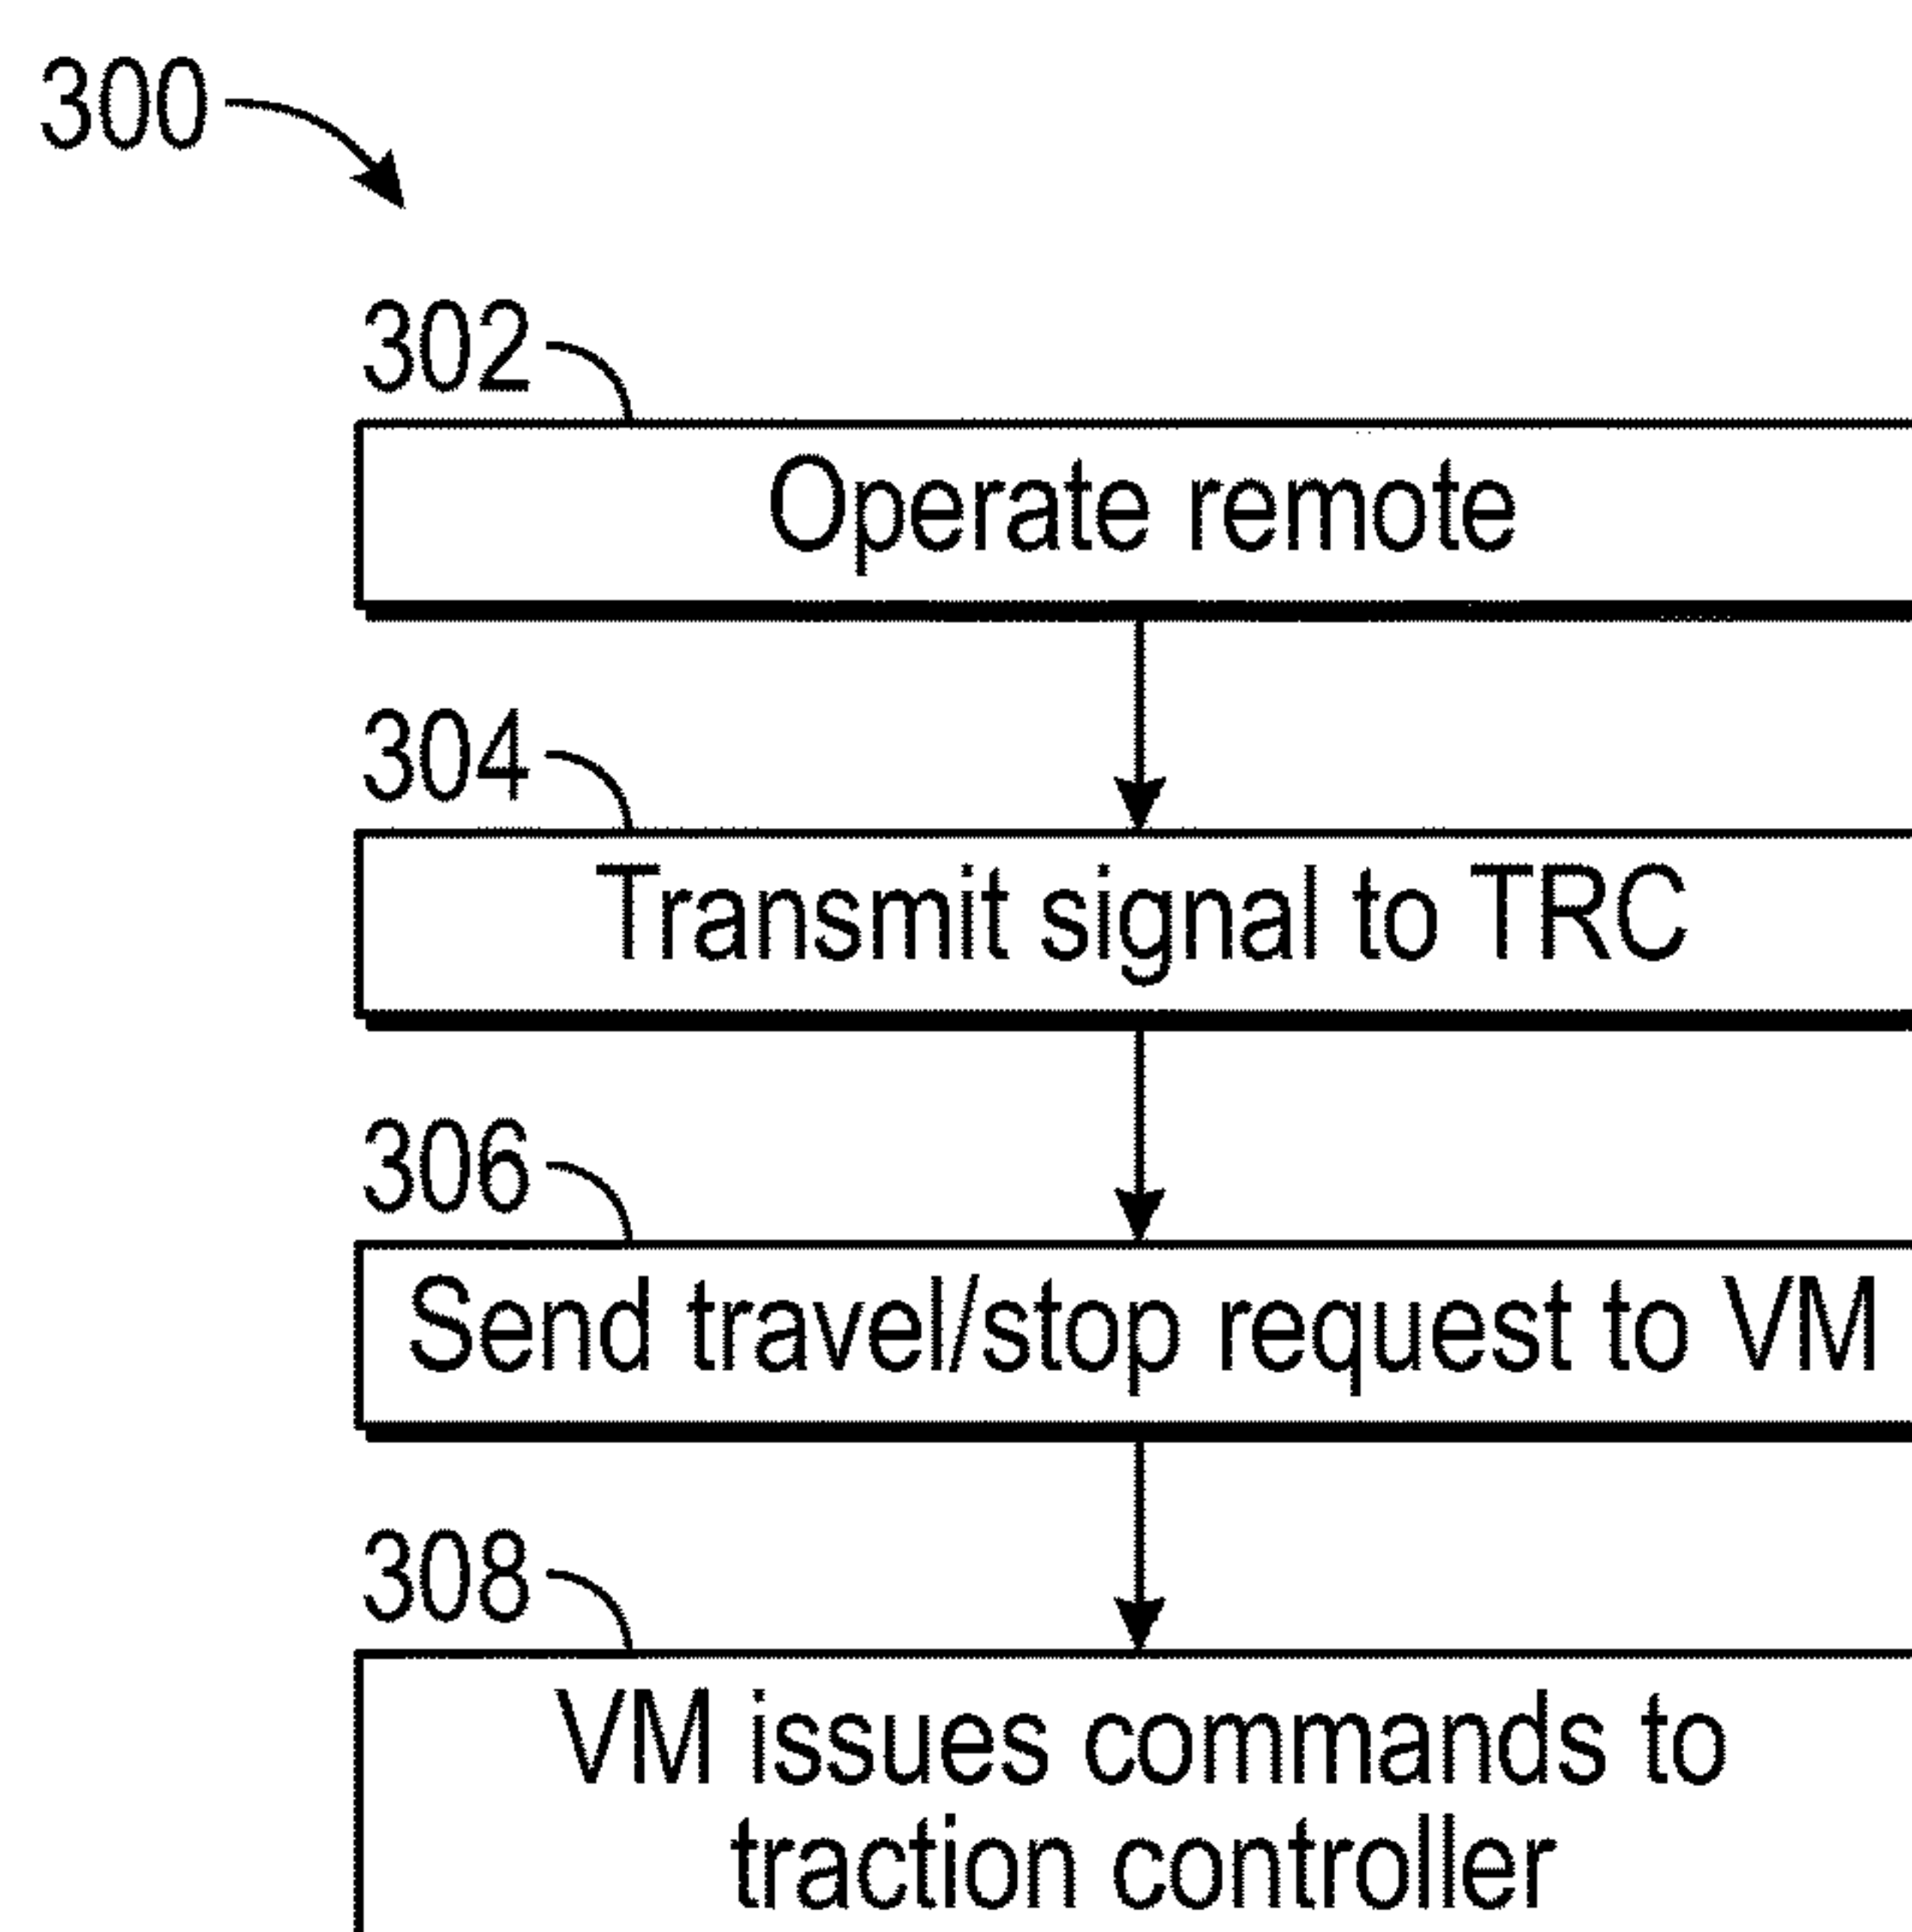 300
302
Operate remote
304
Transmit signal to TRC
306
Send travel/stop request to VM
308
VM issues commands to
traction controller